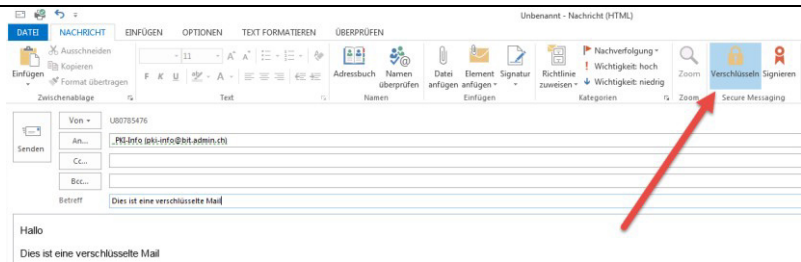 Unbenannt - Nachricht (HTML)
DATEI NACHRICHT EINFÜGEN OPTIONEN TEXT FORMATIEREN ÜBERPRÜFEN
Einfügen
Ausschneiden
Kopieren
Format übertragen
Zwischenablage
11
F K U
Text
Adressbuch
Namen überprüfen
Namen
Datei anfügen
Element anfügen
Signatur
Einfügen
Richtlinie zuweisen
Nachverfolgung
Wichtigkeit: hoch
Wichtigkeit: niedrig
Kategorien
Zoom
Zoom
Verschlüsseln Signieren
Secure Messaging
Senden
Von U80785476
An... _PKI-Info (pki-info@bit.admin.ch)
Cc...
Bcc...
Betreff Dies ist eine verschlüsselte Mail
Hallo
Dies ist eine verschlüsselte Mail